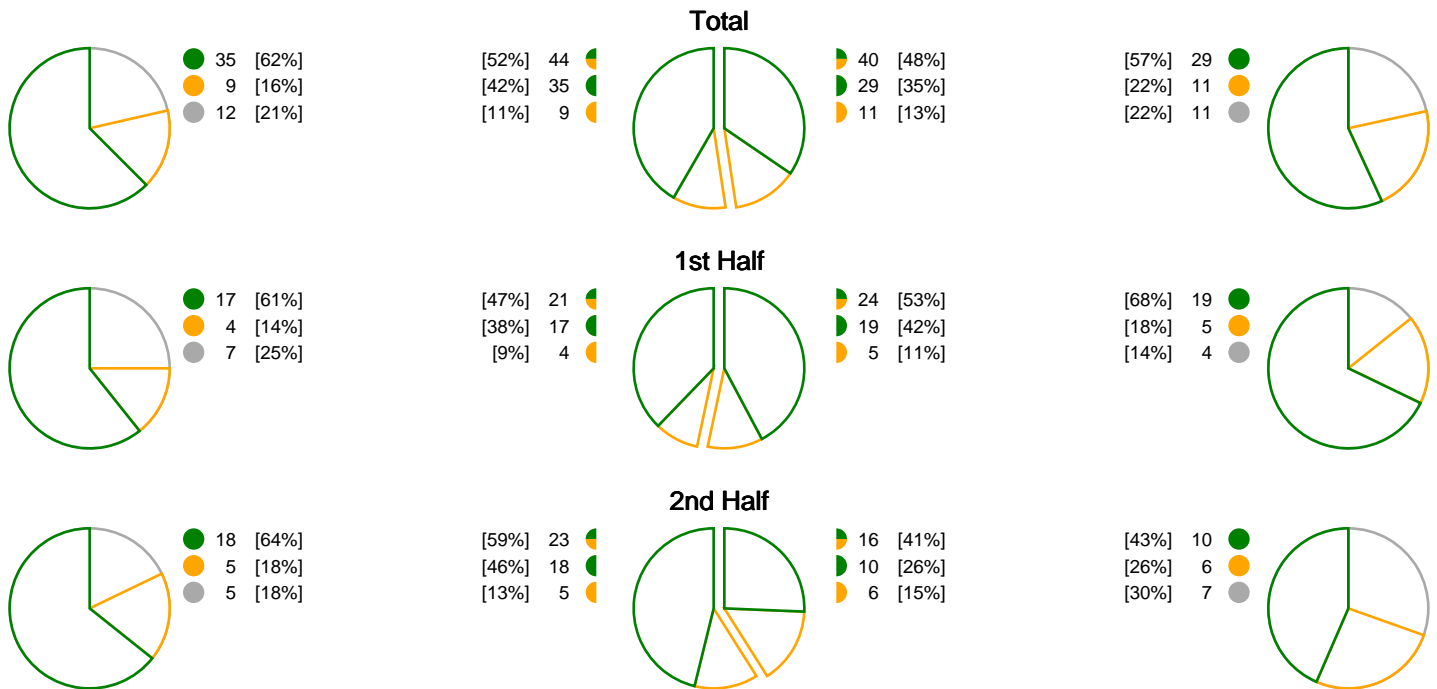 Total
35 [62%] [52%] 44 40 [48%] [57%] 29
9 [16%] [42%] 35 29 [35%] [22%] 11
12 [21%] [11%] 9 11 [13%] [22%] 11
1st Half
17 [61%] [47%] 21 24 [53%] [68%] 19
4 [14%] [38%] 17 19 [42%] [18%] 5
7 [25%] [9%] 4 5 [11%] [14%] 4
2nd Half
18 [64%] [59%] 23 16 [41%] [43%] 10
5 [18%] [46%] 18 10 [26%] [26%] 6
5 [18%] [13%] 5 6 [15%] [30%] 7